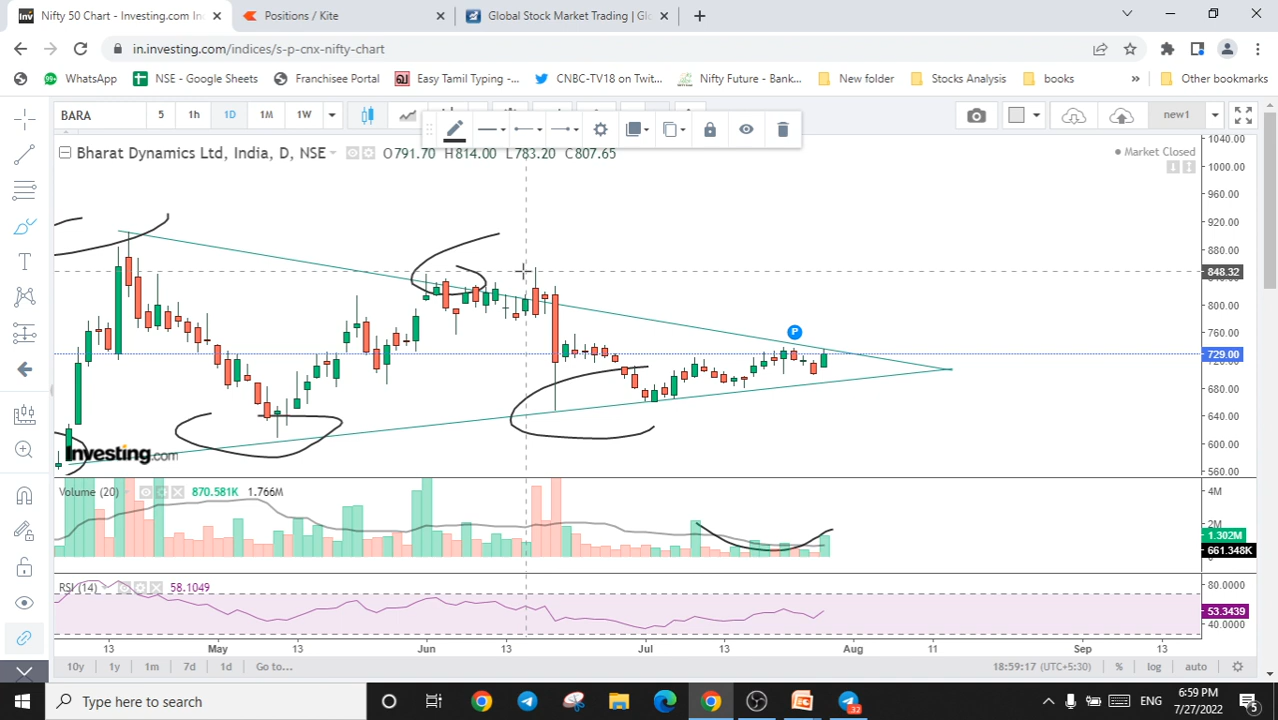 Nifty 50 Chart - Investing.com In
Positions / Kite
Global Stock Market Trading | Gl
in.investing.com/indices/s-p-cnx-nifty-chart
WhatsApp
NSE - Google Sheets
Franchisee Portal
Easy Tamil Typing -...
CNBC-TV18 on Twit...
Nifty Future - Bank...
New folder
Stocks Analysis
books
»
Other bookmarks
BARA
5
1h
1D
1M
1W
new1
Bharat Dynamics Ltd, India, D, NSE
O791.70 H814.00 L783.20 C807.65
Market Closed
1040.00
1000.00
960.00
920.00
880.00
848.32
800.00
760.00
729.00
680.00
640.00
600.00
560.00
P
Investing.com
Volume (20)
870.581K
1.766M
4M
2M
1.302M
661.348K
RSI (14)
58.1049
80.0000
53.3439
40.0000
13
May
13
Jun
13
Jul
13
Aug
11
Sep
13
10y
1y
1m
7d
1d
Go to...
18:59:17 (UTC+5:30)
%
log
auto
Type here to search
32
ENG
6:59 PM
7/27/2022
5